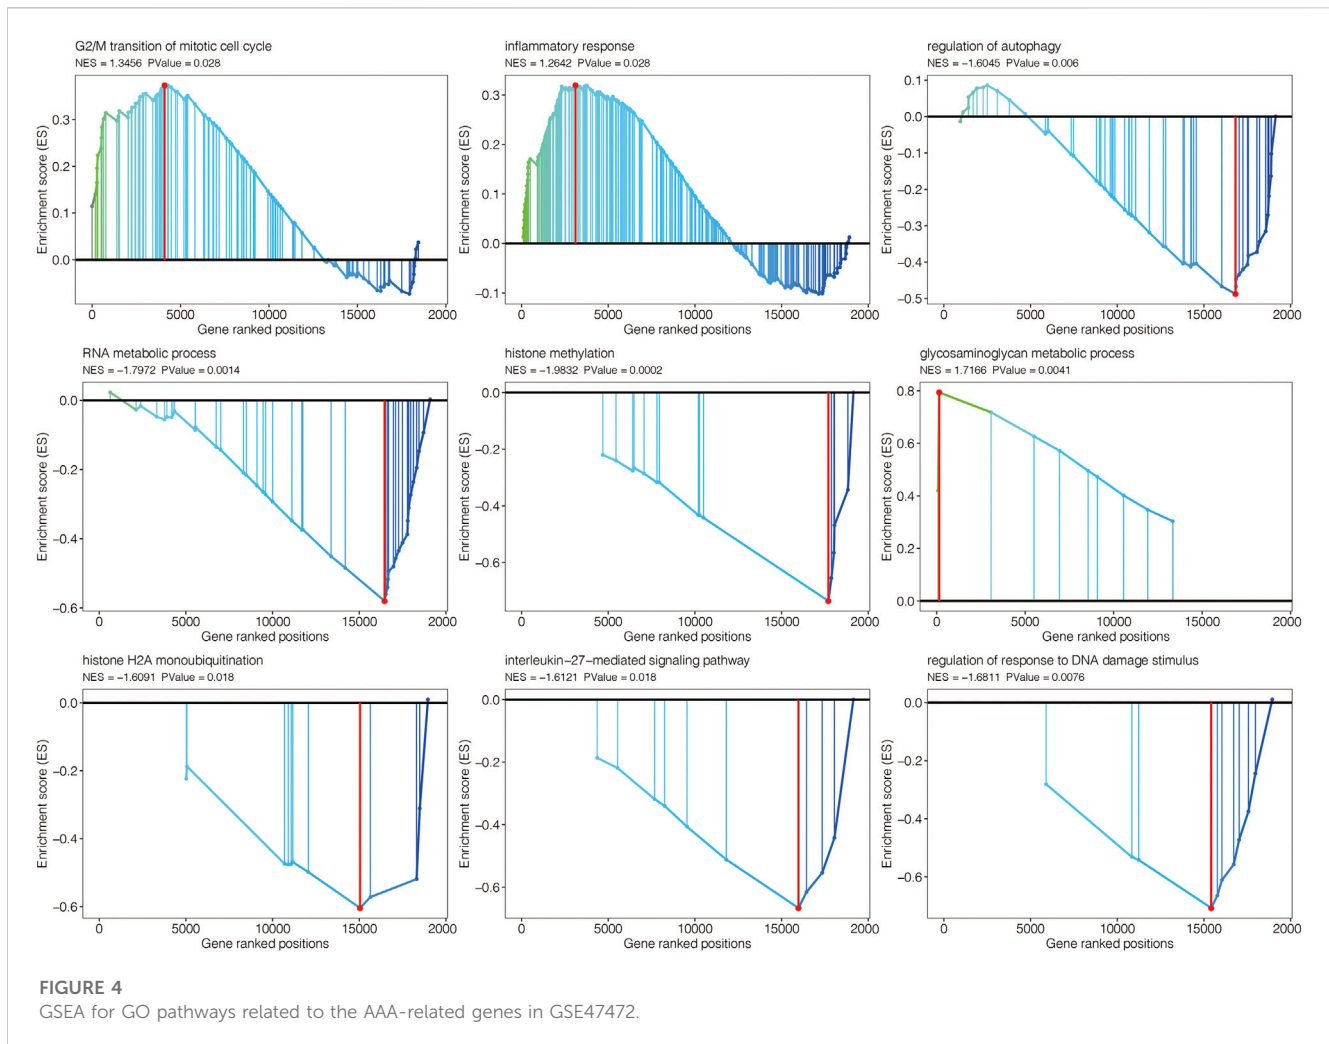 G2/M transition of mitotic cell cycle
NES = 1.3456 PValue = 0.028
Enrichment score (ES)
0.3
0.2
0.1
0.0
0 5000 10000 15000 2000
Gene ranked positions
inflammatory response
NES = 1.2642 PValue = 0.028
Enrichment score (ES)
0.3
0.2
0.1
0.0
−0.1
0 5000 10000 15000 2000
Gene ranked positions
regulation of autophagy
NES = −1.6045 PValue = 0.006
Enrichment score (ES)
0.1
0.0
−0.1
−0.2
−0.3
−0.4
−0.5
0 5000 10000 15000 2000
Gene ranked positions
RNA metabolic process
NES = −1.7972 PValue = 0.0014
Enrichment score (ES)
0.0
−0.2
−0.4
−0.6
0 5000 10000 15000 2000
Gene ranked positions
histone methylation
NES = −1.9832 PValue = 0.0002
Enrichment score (ES)
0.0
−0.2
−0.4
−0.6
0 5000 10000 15000 2000
Gene ranked positions
glycosaminoglycan metabolic process
NES = 1.7166 PValue = 0.0041
Enrichment score (ES)
0.8
0.6
0.4
0.2
0.0
0 5000 10000 15000 2000
Gene ranked positions
histone H2A monoubiquitination
NES = −1.6091 PValue = 0.018
Enrichment score (ES)
0.0
−0.2
−0.4
−0.6
0 5000 10000 15000 2000
Gene ranked positions
interleukin−27−mediated signaling pathway
NES = −1.6121 PValue = 0.018
Enrichment score (ES)
0.0
−0.2
−0.4
−0.6
0 5000 10000 15000 2000
Gene ranked positions
regulation of response to DNA damage stimulus
NES = −1.6811 PValue = 0.0076
Enrichment score (ES)
0.0
−0.2
−0.4
−0.6
0 5000 10000 15000 2000
Gene ranked positions
FIGURE 4
GSEA for GO pathways related to the AAA-related genes in GSE47472.